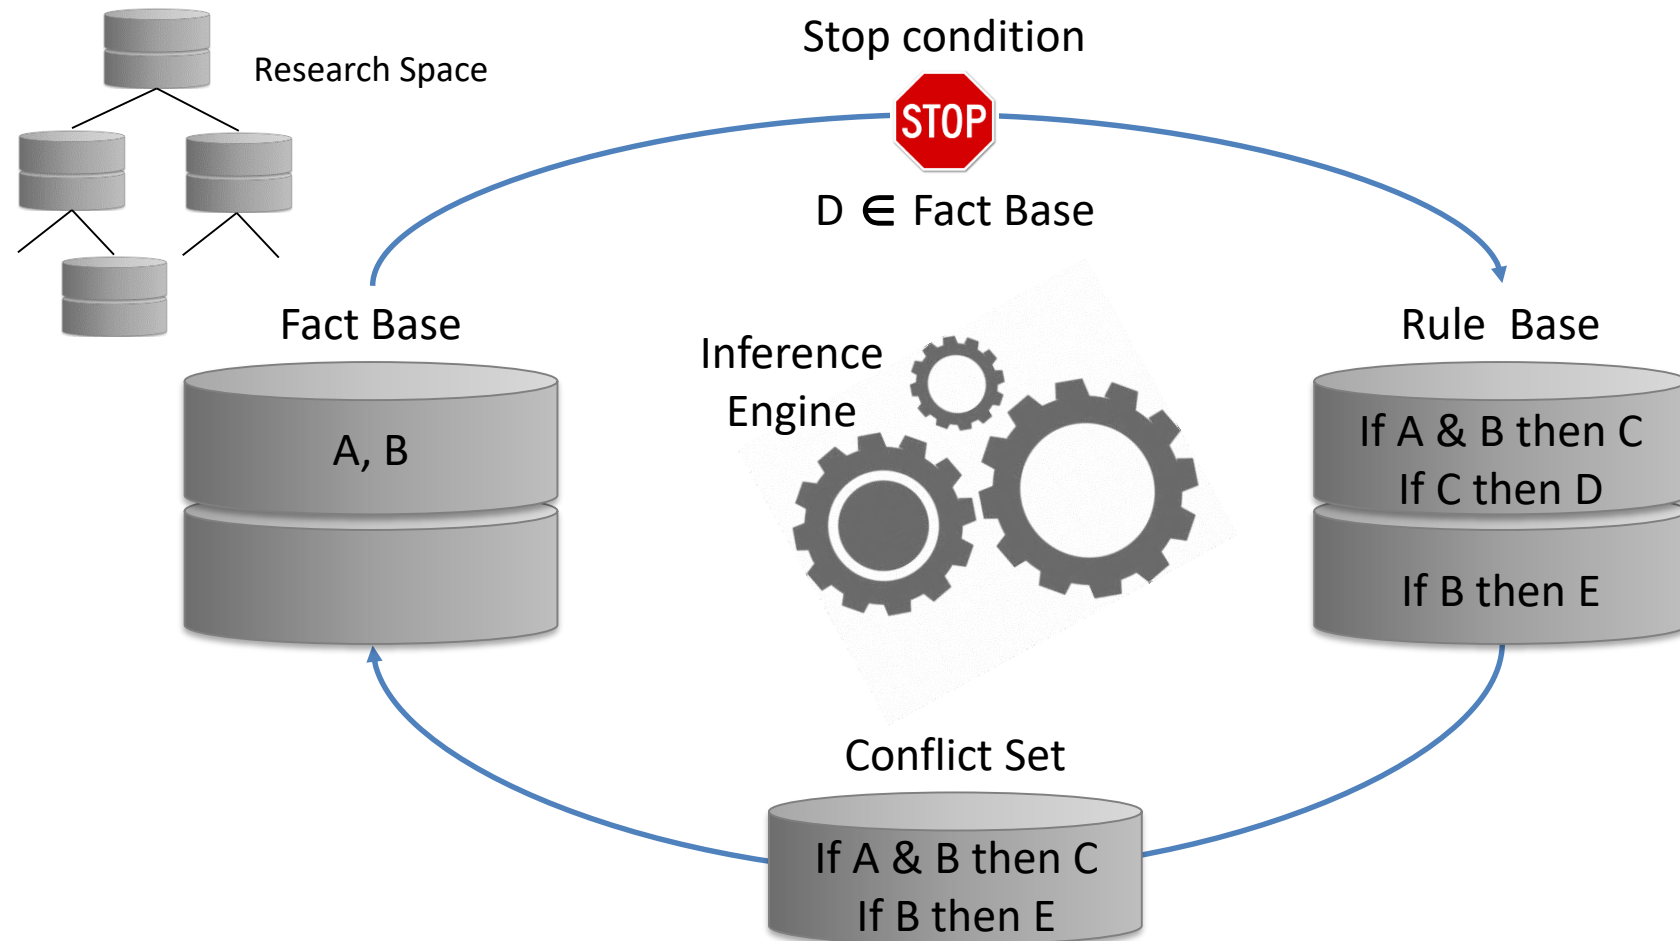 Research Space
Stop condition
STOP
D ∈ Fact Base
Fact Base
A, B
Inference
Engine
Rule Base
If A & B then C
If C then D
If B then E
Conflict Set
If A & B then C
If B then E